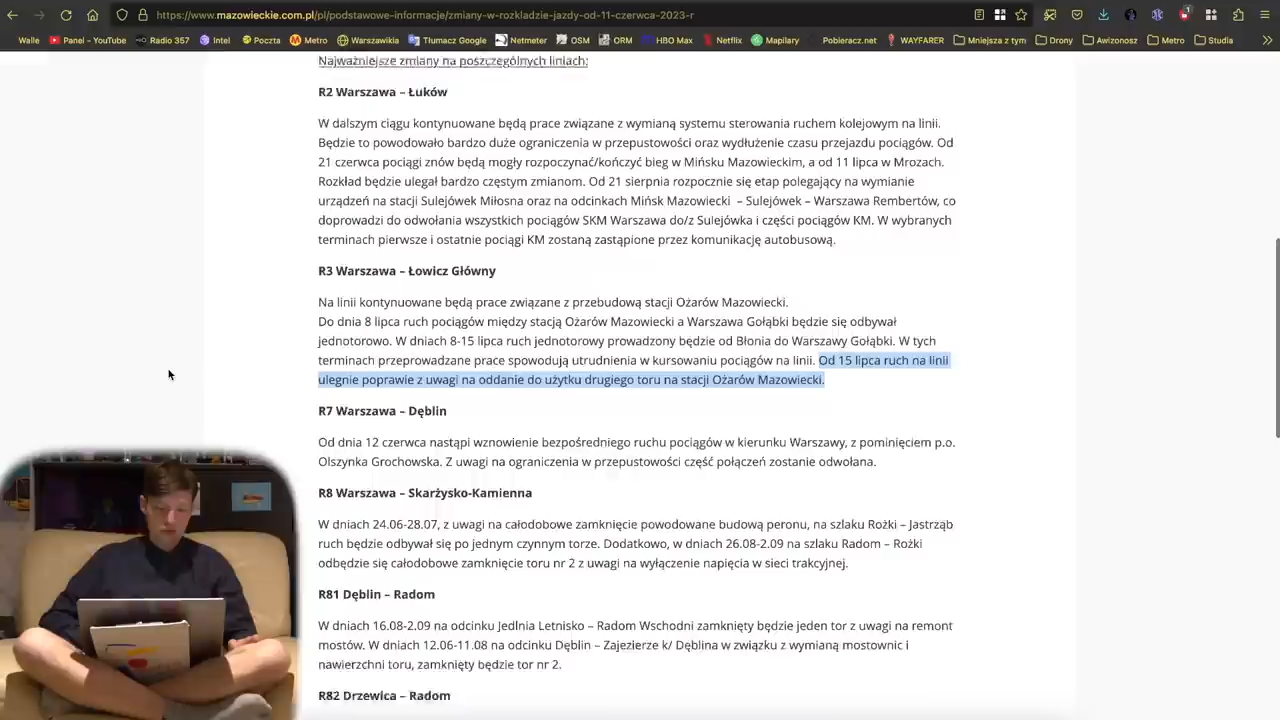 https://www.mazowieckie.com.pl/pl/podstawowe-informacje/zmiany-w-rozkladzie-jazdy-od-11-czerwca-2023-r
1
Walle Panel - YouTube Radio 357 Intel Poczta Metro Warszawikia Tłumacz Google Netmeter OSM ORM HBO Max Netflix Mapilary Pobieracz.net WAYFARER Mniejsza z tym Drony Awizonosz Metro Studia
Najważniejsze zmiany na poszczególnych liniach:
R2 Warszawa – Łuków
W dalszym ciągu kontynuowane będą prace związane z wymianą systemu sterowania ruchem kolejowym na linii.
Będzie to powodowało bardzo duże ograniczenia w przepustowości oraz wydłużenie czasu przejazdu pociągów. Od
21 czerwca pociągi znów będą mogły rozpoczynać/kończyć bieg w Mińsku Mazowieckim, a od 11 lipca w Mrozach.
Rozkład będzie ulegał bardzo częstym zmianom. Od 21 sierpnia rozpocznie się etap polegający na wymianie
urządzeń na stacji Sulejówek Miłosna oraz na odcinkach Mińsk Mazowiecki – Sulejówek – Warszawa Rembertów, co
doprowadzi do odwołania wszystkich pociągów SKM Warszawa do/z Sulejówka i części pociągów KM. W wybranych
terminach pierwsze i ostatnie pociągi KM zostaną zastąpione przez komunikację autobusową.
R3 Warszawa – Łowicz Główny
Na linii kontynuowane będą prace związane z przebudową stacji Ożarów Mazowiecki.
Do dnia 8 lipca ruch pociągów między stacją Ożarów Mazowiecki a Warszawa Gołąbki będzie się odbywał
jednotorowo. W dniach 8-15 lipca ruch jednotorowy prowadzony będzie od Błonia do Warszawy Gołąbki. W tych
terminach przeprowadzane prace spowodują utrudnienia w kursowaniu pociągów na linii. Od 15 lipca ruch na linii
ulegnie poprawie z uwagi na oddanie do użytku drugiego toru na stacji Ożarów Mazowiecki.
R7 Warszawa – Dęblin
Od dnia 12 czerwca nastąpi wznowienie bezpośredniego ruchu pociągów w kierunku Warszawy, z pominięciem p.o.
Olszynka Grochowska. Z uwagi na ograniczenia w przepustowości część połączeń zostanie odwołana.
R8 Warszawa – Skarżysko-Kamienna
W dniach 24.06-28.07, z uwagi na całodobowe zamknięcie powodowane budową peronu, na szlaku Rożki – Jastrząb
ruch będzie odbywał się po jednym czynnym torze. Dodatkowo, w dniach 26.08-2.09 na szlaku Radom – Rożki
odbędzie się całodobowe zamknięcie toru nr 2 z uwagi na wyłączenie napięcia w sieci trakcyjnej.
R81 Dęblin – Radom
W dniach 16.08-2.09 na odcinku Jedlnia Letnisko – Radom Wschodni zamknięty będzie jeden tor z uwagi na remont
mostów. W dniach 12.06-11.08 na odcinku Dęblin – Zajezierze k/ Dęblina w związku z wymianą mostownic i
nawierzchni toru, zamknięty będzie tor nr 2.
R82 Drzewica – Radom